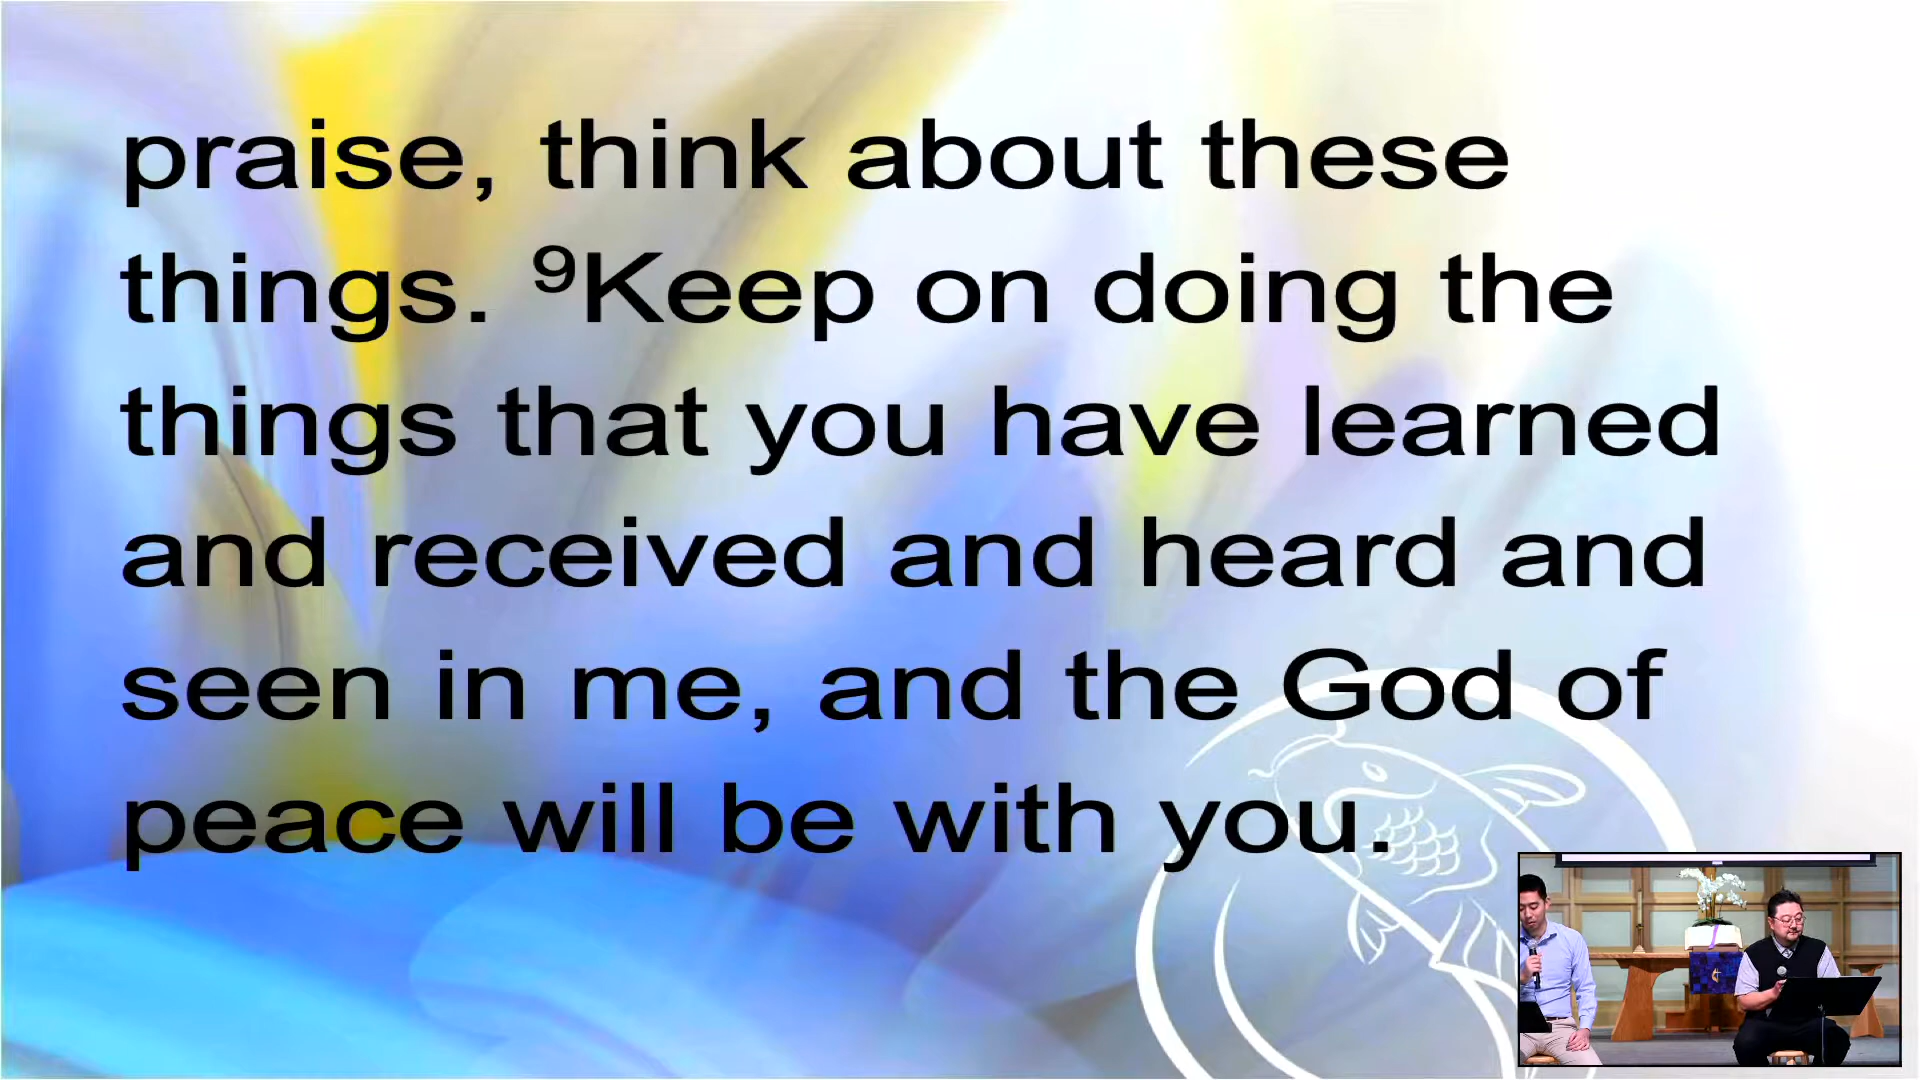 praise, think about these
things. ⁹Keep on doing the
things that you have learned
and received and heard and
seen in me, and the God of
peace will be with you.